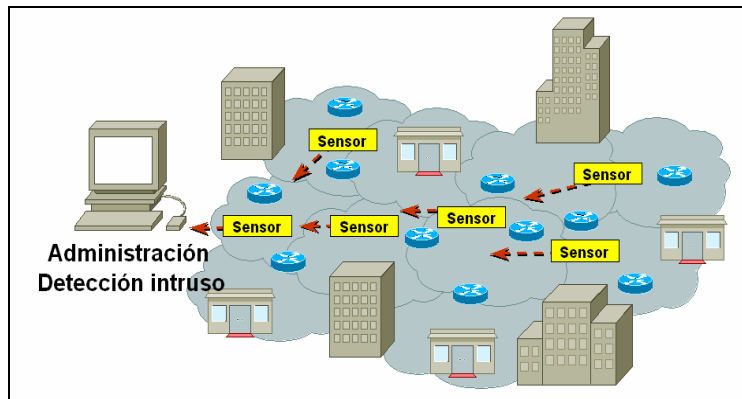 Sensor
Sensor
Sensor
Sensor
Sensor
Sensor
Administración
Detección intruso